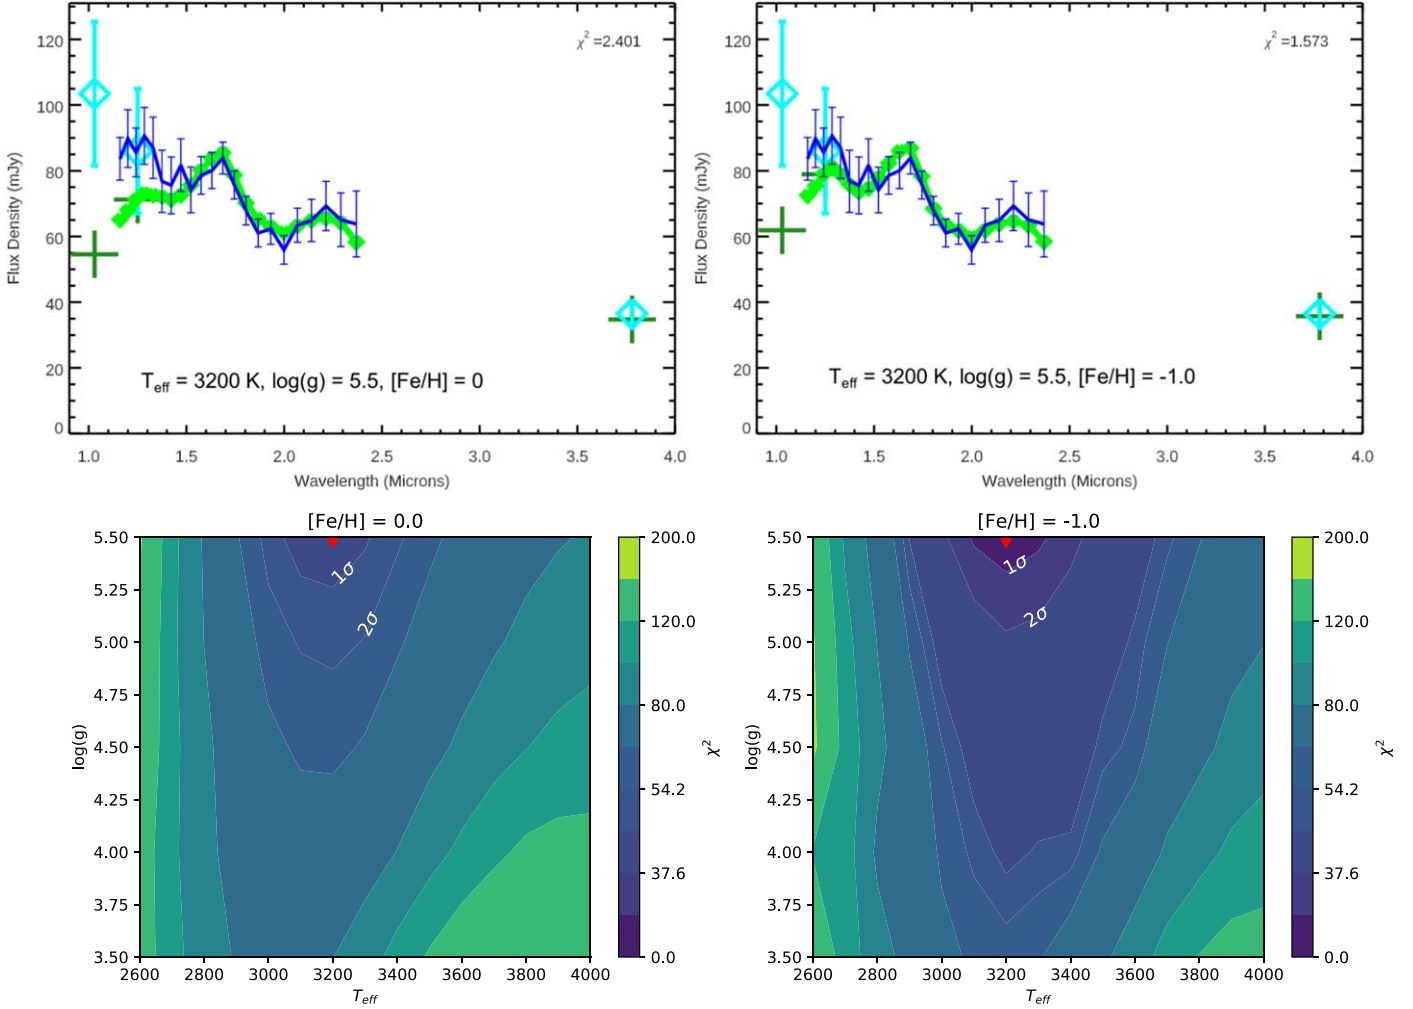 120
100
80
60
40
20
0
Flux Density (mJy)
χ² =2.401
T_eff = 3200 K, log(g) = 5.5, [Fe/H] = 0
1.0 1.5 2.0 2.5 3.0 3.5 4.0
Wavelength (Microns)
120
100
80
60
40
20
0
Flux Density (mJy)
χ² =1.573
T_eff = 3200 K, log(g) = 5.5, [Fe/H] = -1.0
1.0 1.5 2.0 2.5 3.0 3.5 4.0
Wavelength (Microns)
[Fe/H] = 0.0
5.50
5.25
5.00
4.75
4.50
4.25
4.00
3.75
3.50
log(g)
1σ
2σ
2600 2800 3000 3200 3400 3600 3800 4000
T_eff
200.0
120.0
80.0
54.2
37.6
0.0
χ²
[Fe/H] = -1.0
5.50
5.25
5.00
4.75
4.50
4.25
4.00
3.75
3.50
log(g)
1σ
2σ
2600 2800 3000 3200 3400 3600 3800 4000
T_eff
200.0
120.0
80.0
54.2
37.6
0.0
χ²